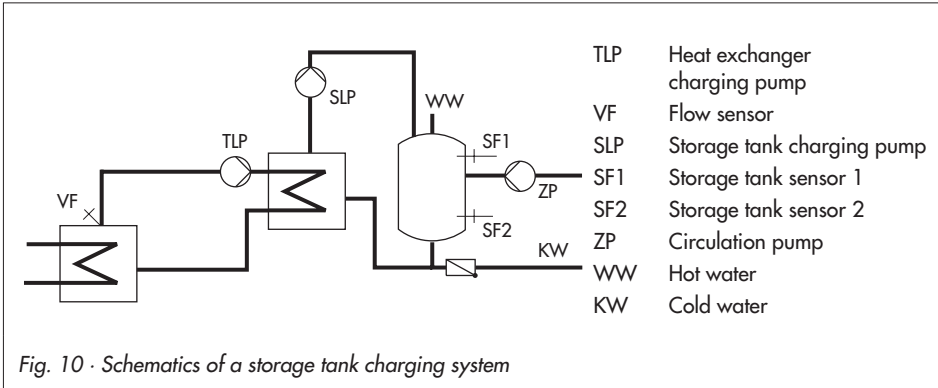 SLP
WW
TLP
SF1
ZP
VF
SF2
KW
TLP Heat exchanger
charging pump
VF Flow sensor
SLP Storage tank charging pump
SF1 Storage tank sensor 1
SF2 Storage tank sensor 2
ZP Circulation pump
WW Hot water
KW Cold water
Fig. 10 · Schematics of a storage tank charging system